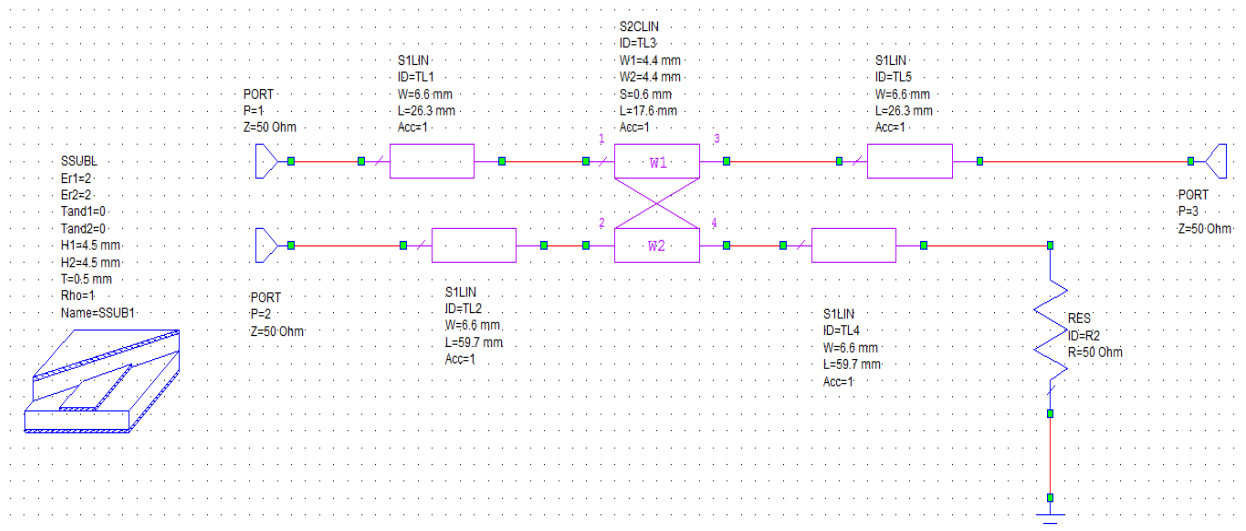 SSUBL
Er1=2
Er2=2
Tand1=0
Tand2=0
H1=4.5 mm
H2=4.5 mm
T=0.5 mm
Rho=1
Name=SSUB1
PORT
P=1
Z=50 Ohm
S1LIN
ID=TL1
W=6.6 mm
L=26.3 mm
Acc=1
S2CLIN
ID=TL3
W1=4.4 mm
W2=4.4 mm
S=0.6 mm
L=17.6 mm
Acc=1
S1LIN
ID=TL5
W=6.6 mm
L=26.3 mm
Acc=1
1
W1
3
2
W2
4
PORT
P=3
Z=50 Ohm
PORT
P=2
Z=50 Ohm
S1LIN
ID=TL2
W=6.6 mm
L=59.7 mm
Acc=1
S1LIN
ID=TL4
W=6.6 mm
L=59.7 mm
Acc=1
RES
ID=R2
R=50 Ohm